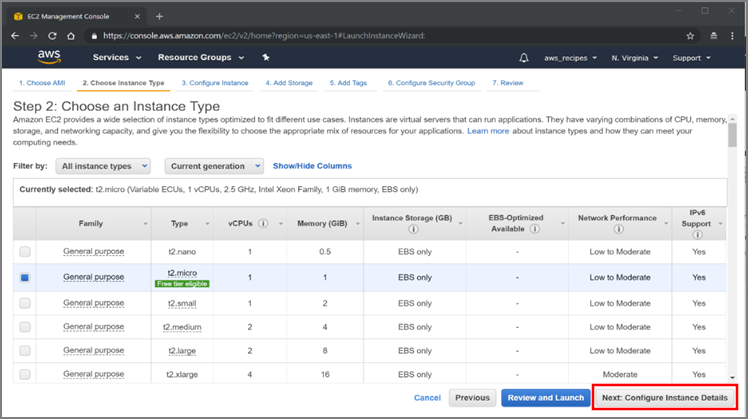 EC2 Management Console
https://console.aws.amazon.com/ec2/v2/home?region=us-east-1#LaunchInstanceWizard:
aws Services Resource Groups aws_recipes N. Virginia Support
1. Choose AMI 2. Choose Instance Type 3. Configure Instance 4. Add Storage 5. Add Tags 6. Configure Security Group 7. Review
Step 2: Choose an Instance Type
Amazon EC2 provides a wide selection of instance types optimized to fit different use cases. Instances are virtual servers that can run applications. They have varying combinations of CPU, memory,
storage, and networking capacity, and give you the flexibility to choose the appropriate mix of resources for your applications. Learn more about instance types and how they can meet your
computing needs.
Filter by: All instance types Current generation Show/Hide Columns
Currently selected: t2.micro (Variable ECUs, 1 vCPUs, 2.5 GHz, Intel Xeon Family, 1 GiB memory, EBS only)
Family Type vCPUs Memory (GiB) Instance Storage (GB) EBS-Optimized Available Network Performance IPv6 Support
General purpose t2.nano 1 0.5 EBS only - Low to Moderate Yes
General purpose t2.micro 1 1 EBS only - Low to Moderate Yes
Free tier eligible
General purpose t2.small 1 2 EBS only - Low to Moderate Yes
General purpose t2.medium 2 4 EBS only - Low to Moderate Yes
General purpose t2.large 2 8 EBS only - Low to Moderate Yes
General purpose t2.xlarge 4 16 EBS only - Moderate Yes
Cancel Previous Review and Launch Next: Configure Instance Details